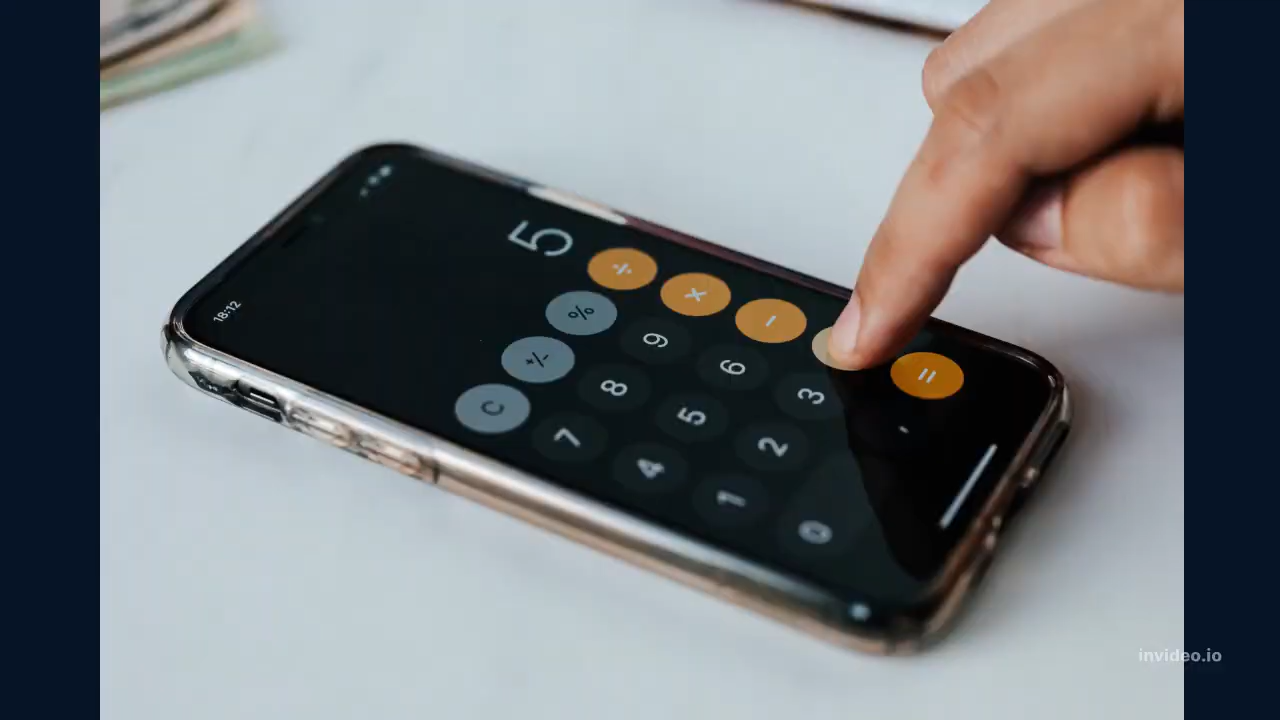 18:12
5
C +/- % ÷
7 8 9 ×
4 5 6 −
1 2 3
0 , =
invideo.io